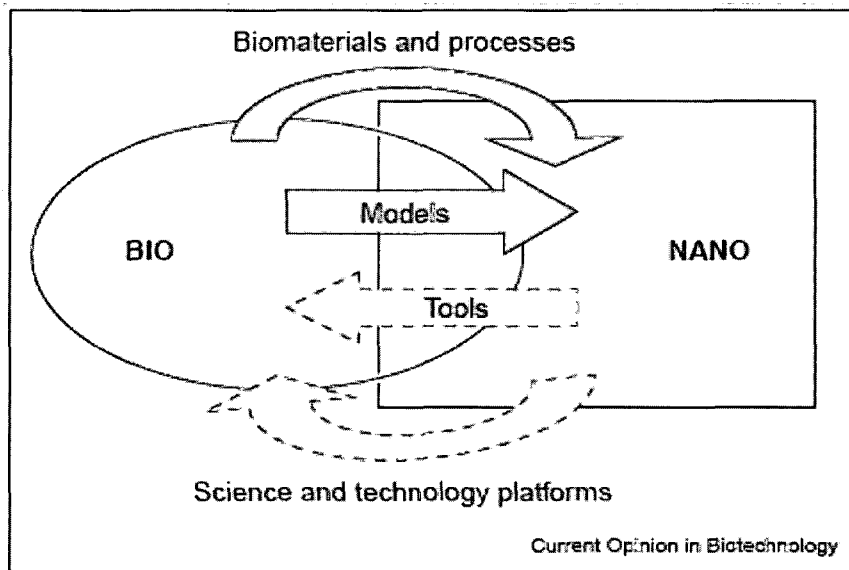 Biomaterials and processes
Models
BIO
NANO
Tools
Science and technology platforms
Current Opinion in Biotechnology